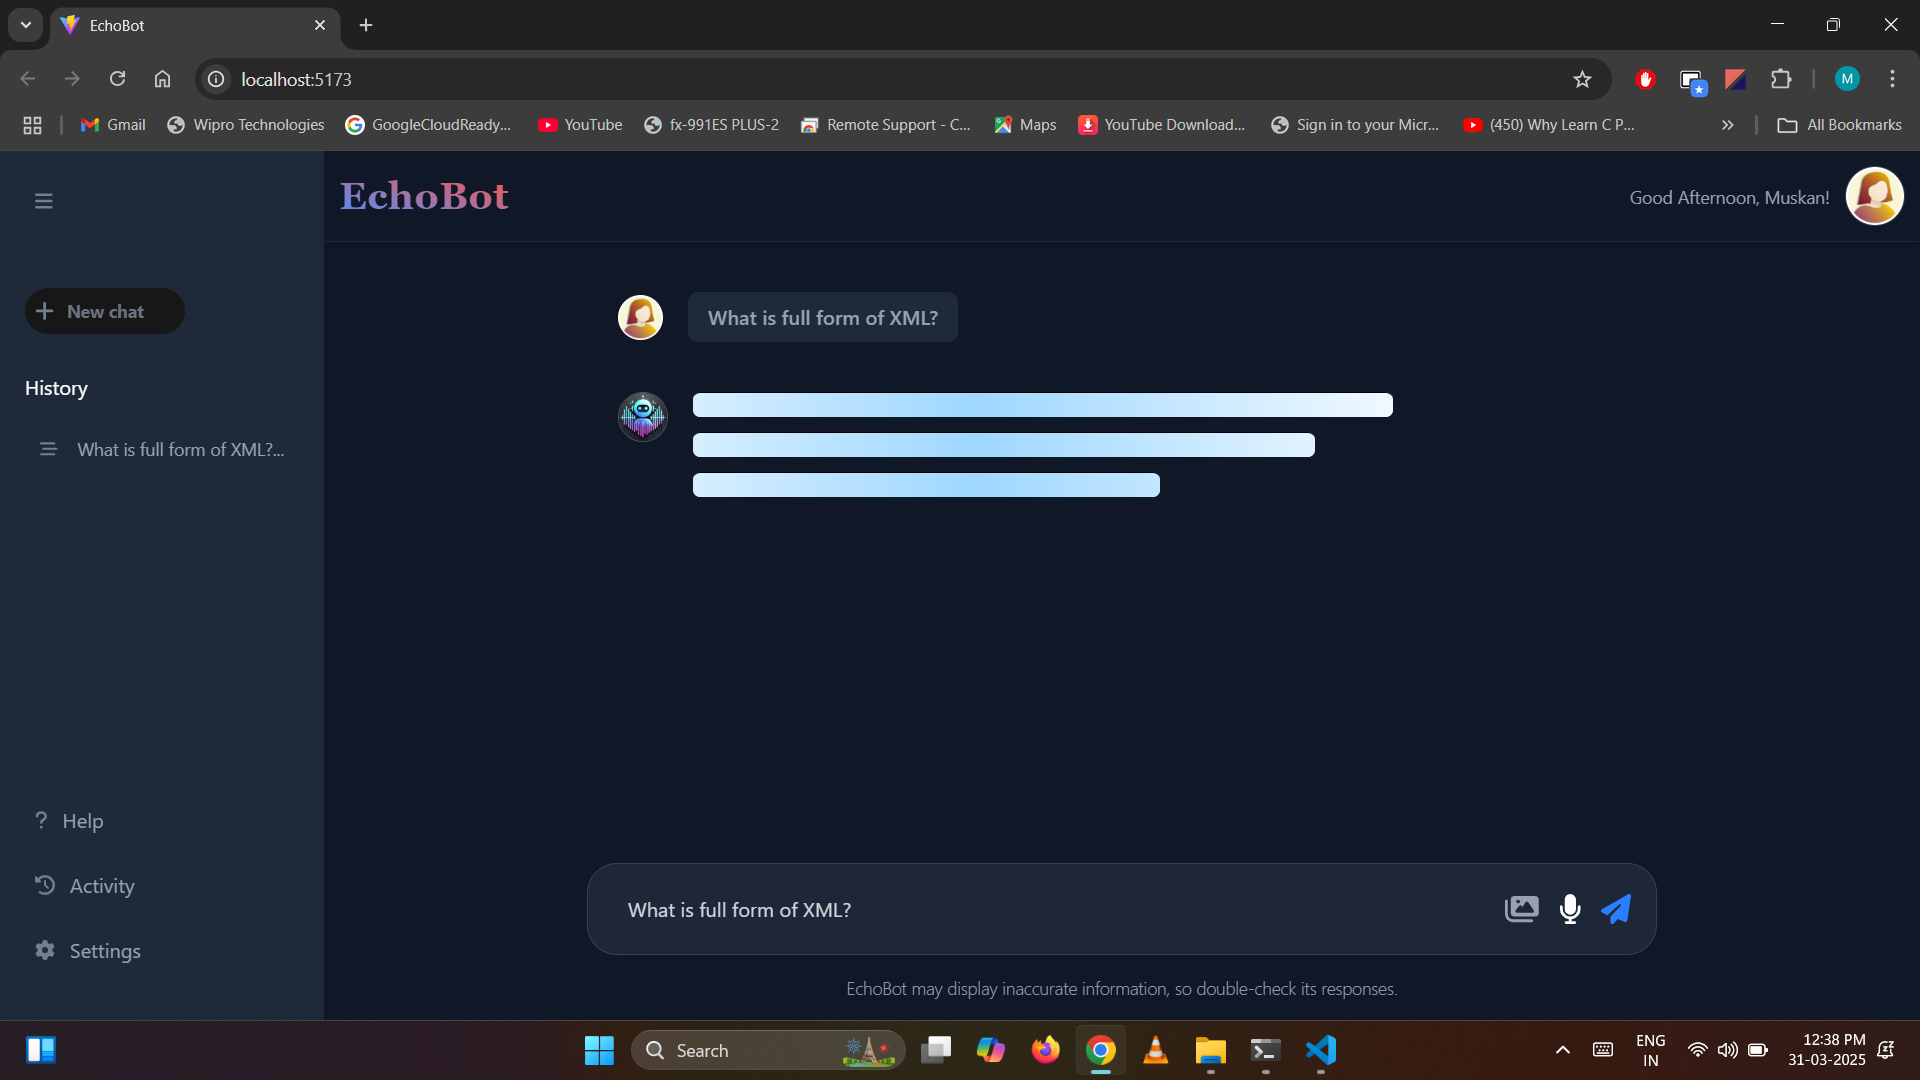 EchoBot
localhost:5173
M
Gmail
Wipro Technologies
GoogleCloudReady...
YouTube
fx-991ES PLUS-2
Remote Support - C...
Maps
YouTube Download...
Sign in to your Micr...
(450) Why Learn C P...
All Bookmarks
EchoBot
Good Afternoon, Muskan!
New chat
What is full form of XML?
History
What is full form of XML?...
Help
Activity
Settings
What is full form of XML?
EchoBot may display inaccurate information, so double-check its responses.
Search
ENG
IN
12:38 PM
31-03-2025